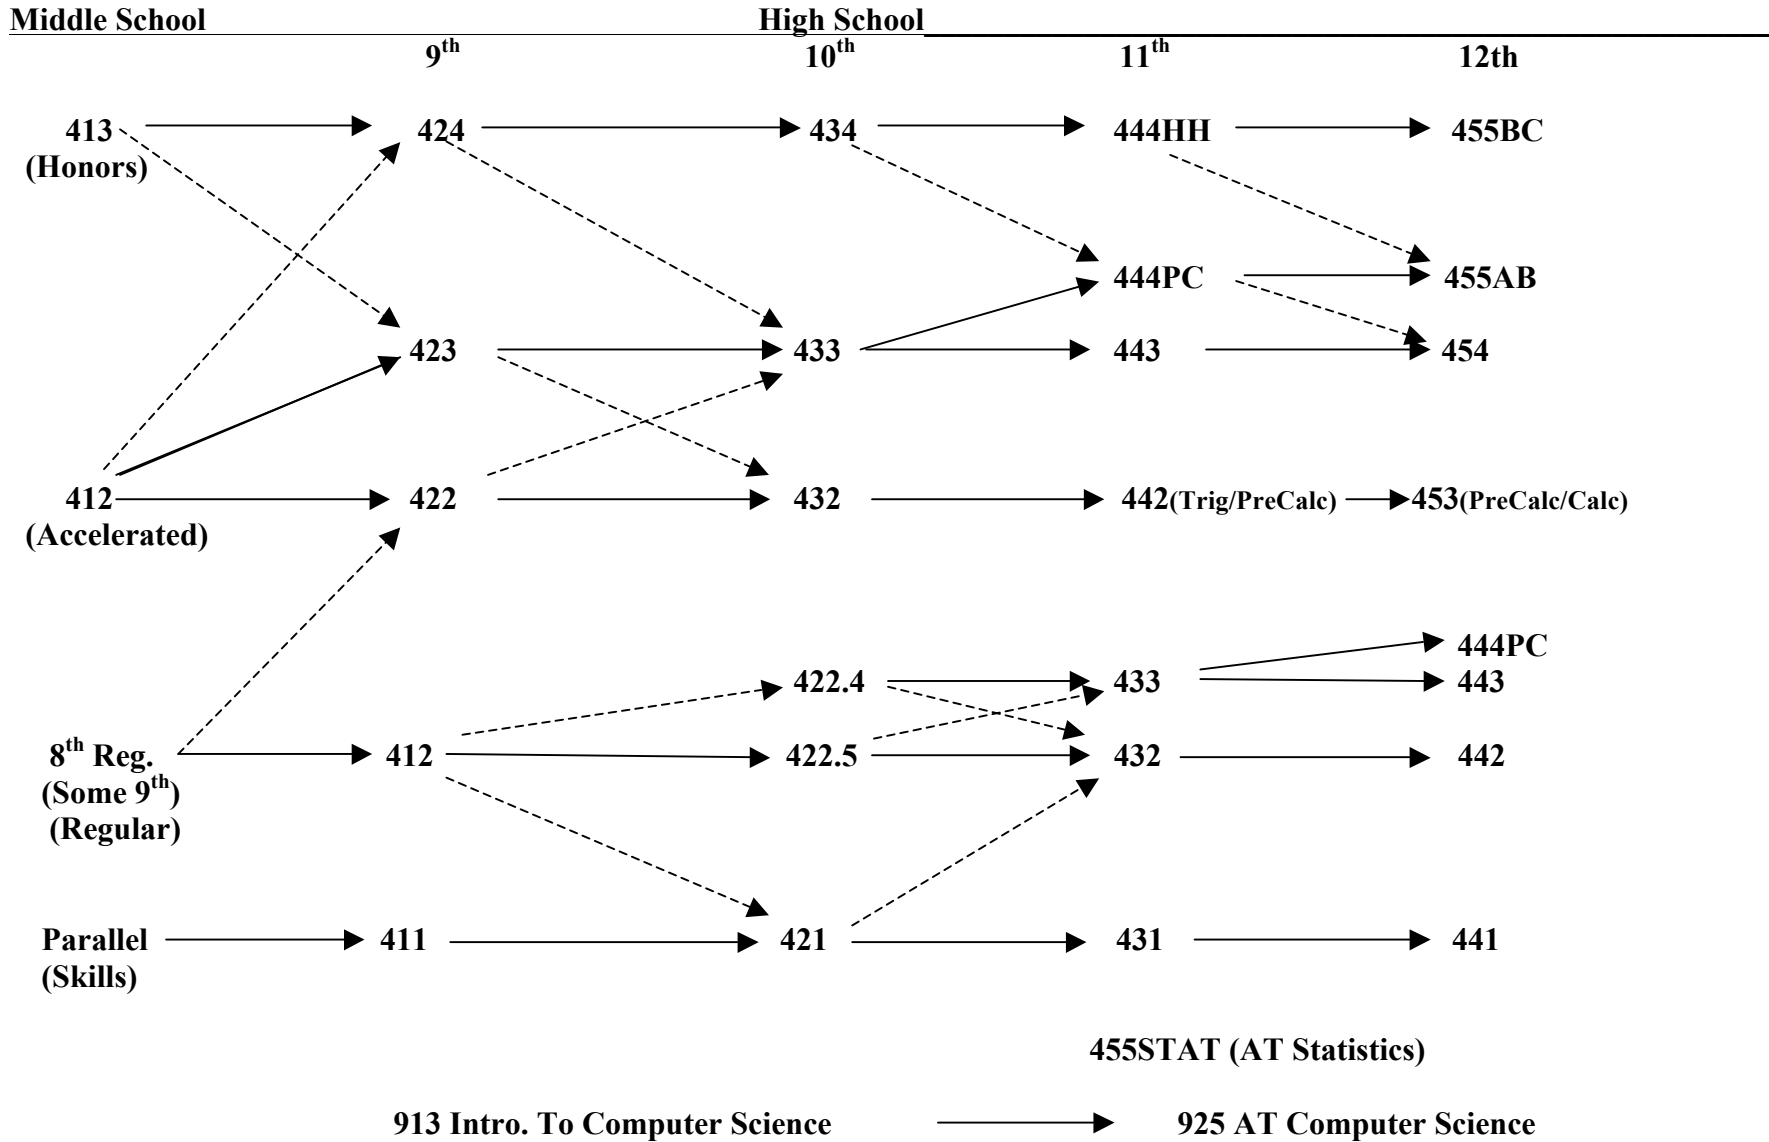 Middle School High School
9th 10th 11th 12th
413 424 434 444HH 455BC
(Honors)
444PC 455AB
423 433 443 454
412 422 432 442(Trig/PreCalc) 453(PreCalc/Calc)
(Accelerated)
444PC
422.4 433 443
8th Reg. 412 422.5 432 442
(Some 9th)
(Regular)
Parallel 411 421 431 441
(Skills)
455STAT (AT Statistics)
913 Intro. To Computer Science 925 AT Computer Science